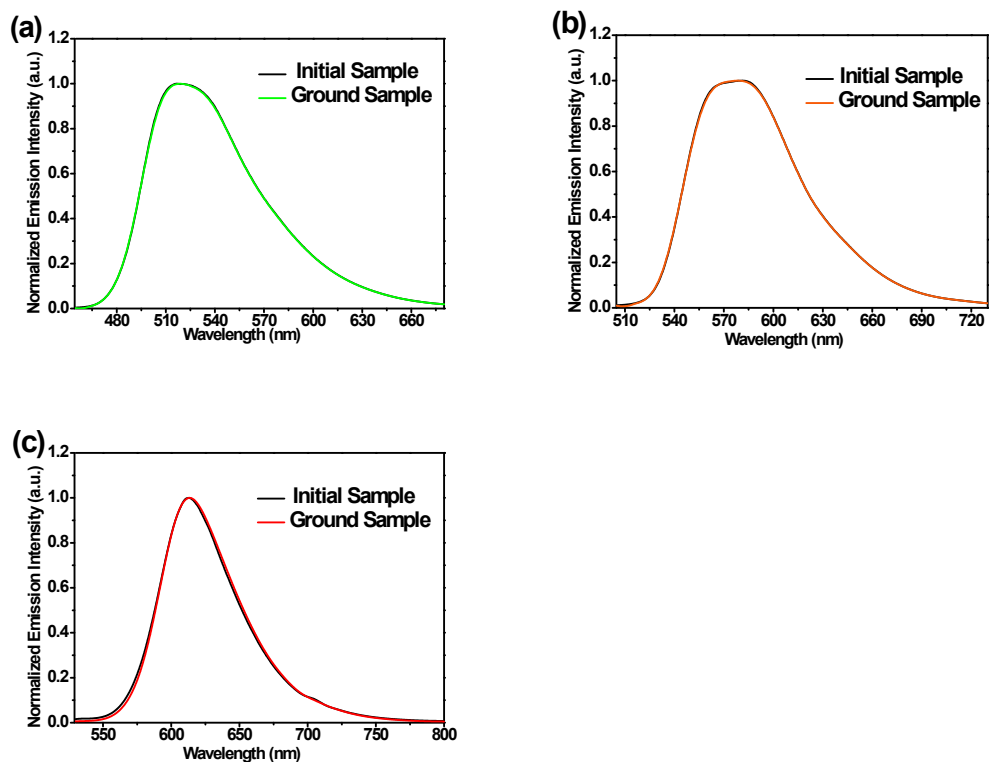 (a)
1.2
1.0
0.8
0.6
0.4
0.2
0.0
Normalized Emission Intensity (a.u.)
Initial Sample
Ground Sample
480 510 540 570 600 630 660
Wavelength (nm)
(b)
1.2
1.0
0.8
0.6
0.4
0.2
0.0
Normalized Emission Intensity (a.u.)
Initial Sample
Ground Sample
510 540 570 600 630 660 690 720
Wavelength (nm)
(c)
1.2
1.0
0.8
0.6
0.4
0.2
0.0
Normalized Emission Intensity (a.u.)
Initial Sample
Ground Sample
550 600 650 700 750 800
Wavelength (nm)